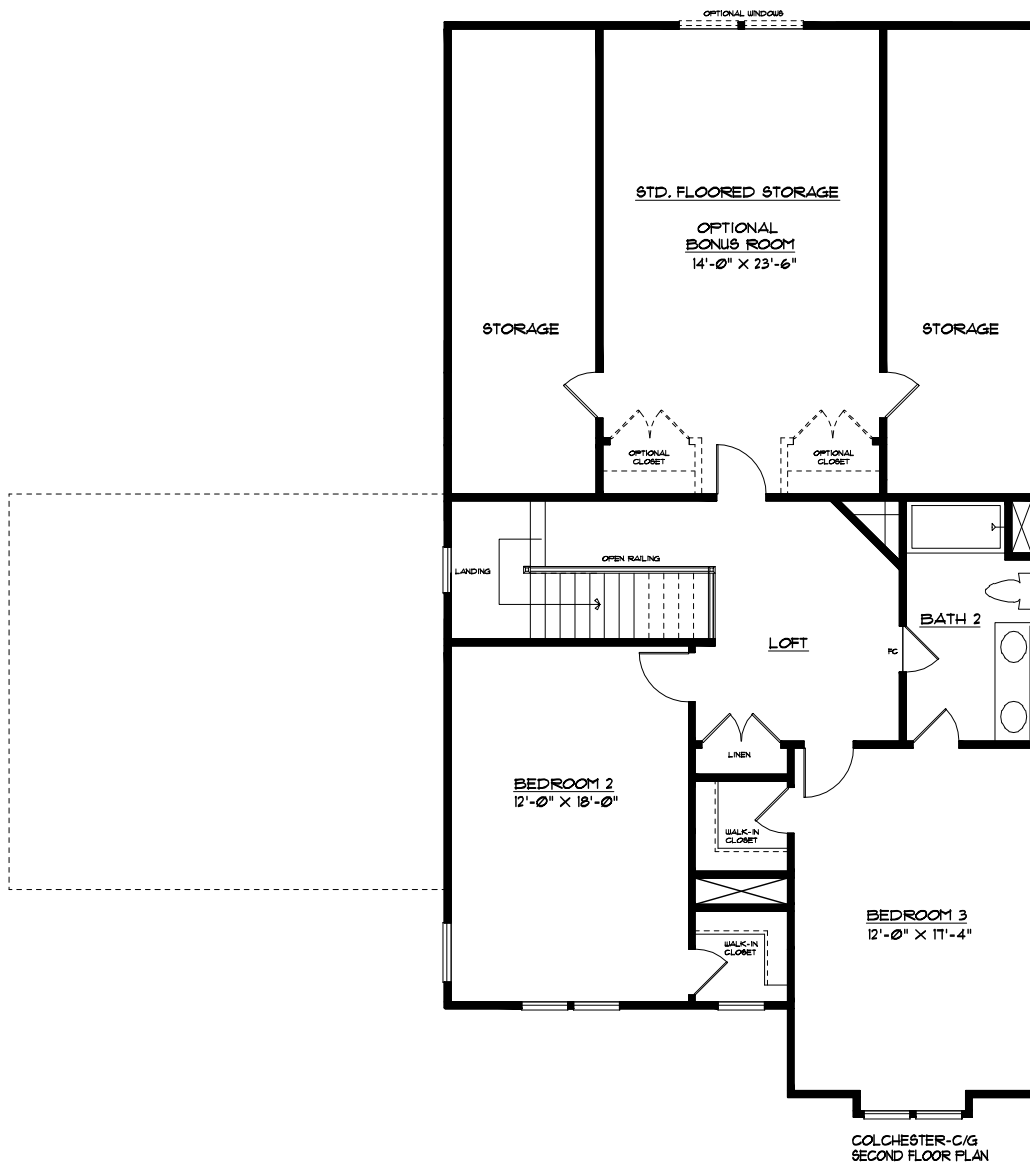 OPTIONAL WINDOWS
STD. FLOORED STORAGE
OPTIONAL
BONUS ROOM
14'-0" X 23'-6"
STORAGE
STORAGE
OPTIONAL
CLOSET
OPTIONAL
CLOSET
OPEN RAILING
LANDING
BATH 2
LOFT
PC
LINEN
BEDROOM 2
12'-0" X 18'-0"
WALK-IN
CLOSET
BEDROOM 3
12'-0" X 17'-4"
WALK-IN
CLOSET
COLCHESTER-C/G
SECOND FLOOR PLAN